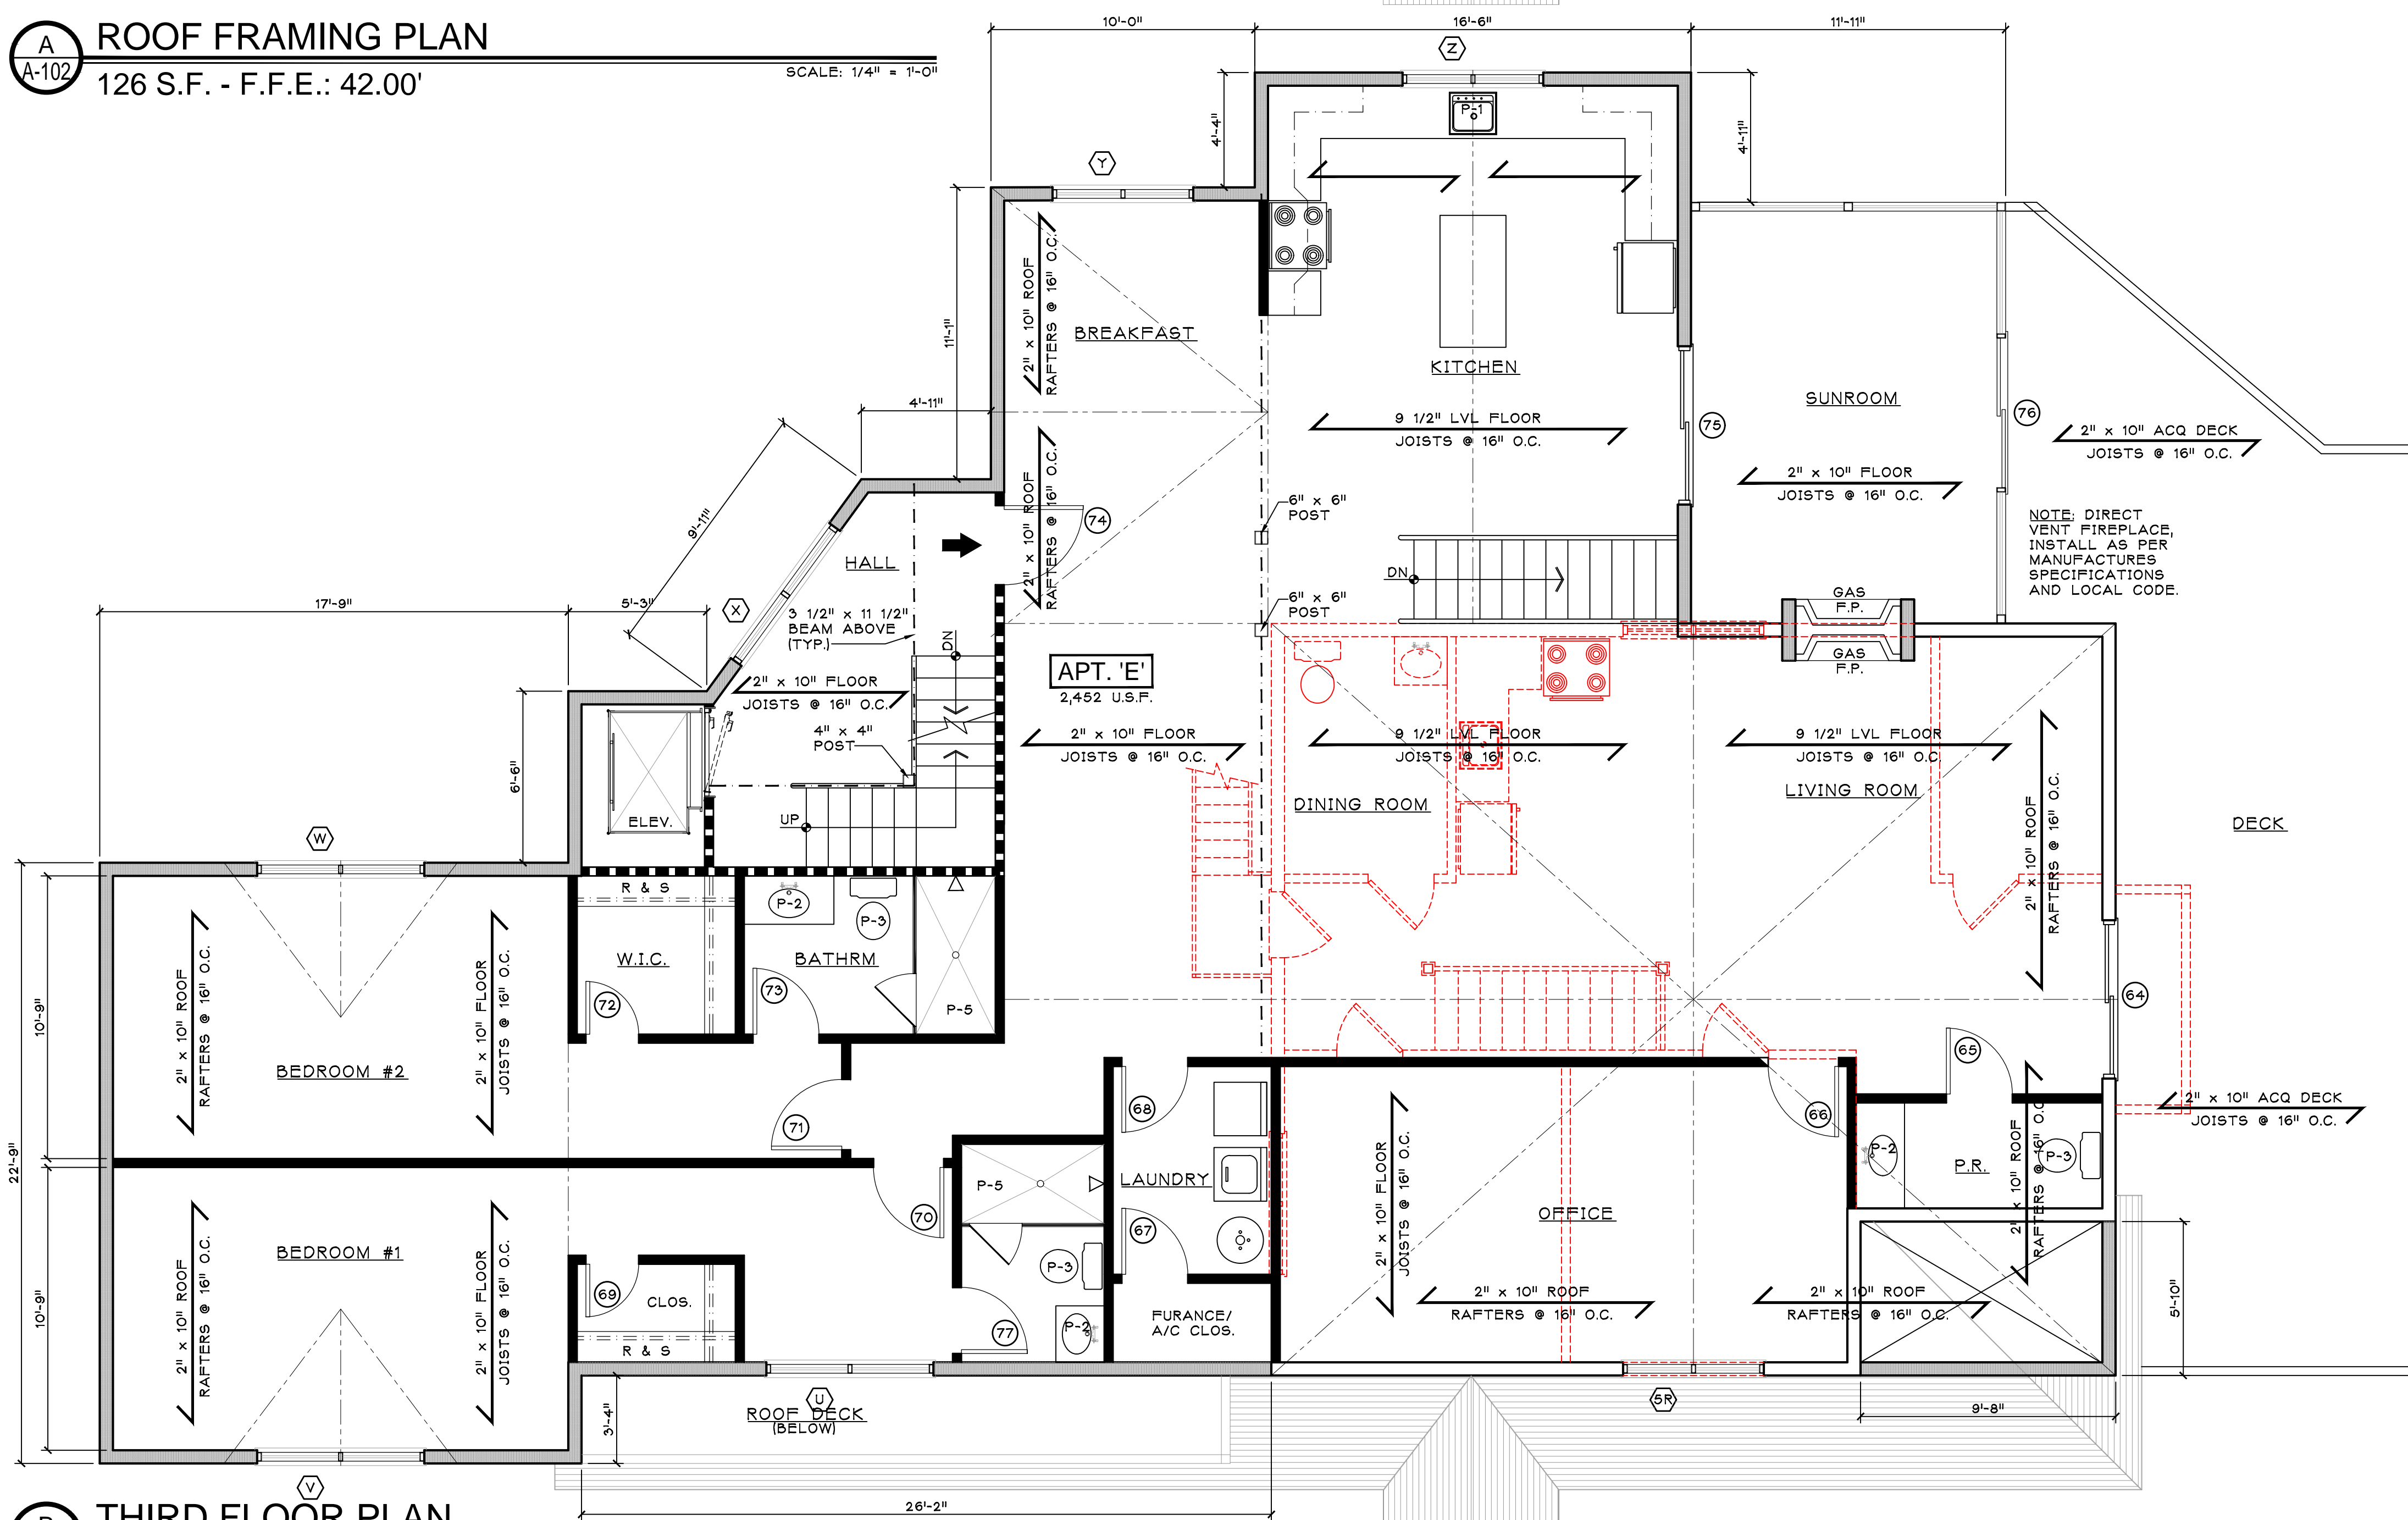 A
A-102
ROOF FRAMING PLAN
SCALE: 1/4" = 1'-0"
126 S.F. - F.F.E.: 42.00'
10'-0"
16'-6"
11'-11"
Z
4'-4"
4'-11"
P-1
Y
11'-1"
2" x 10" ROOF
RAFTERS @ 16" O.C.
BREAKFAST
KITCHEN
SUNROOM
4'-11"
9 1/2" LVL FLOOR
JOISTS @ 16" O.C.
75
76
2" x 10" ACQ DECK
JOISTS @ 16" O.C.
2" x 10" FLOOR
JOISTS @ 16" O.C.
2" x 10" ROOF
RAFTERS @ 16" O.C.
9'-11"
74
6" x 6"
POST
NOTE: DIRECT
VENT FIREPLACE,
INSTALL AS PER
MANUFACTURES
SPECIFICATIONS
AND LOCAL CODE.
HALL
DN
17'-9"
5'-3"
X
3 1/2" x 11 1/2"
BEAM ABOVE
(TYP.)
DN
6" x 6"
POST
GAS
F.P.
GAS
F.P.
APT. 'E'
2,452 U.S.F.
2" x 10" FLOOR
JOISTS @ 16" O.C.
4" x 4"
POST
2" x 10" FLOOR
JOISTS @ 16" O.C.
9 1/2" LVL FLOOR
JOISTS @ 16" O.C.
9 1/2" LVL FLOOR
JOISTS @ 16" O.C.
6'-6"
ELEV.
UP
DINING ROOM
LIVING ROOM
DECK
2" x 10" ROOF
RAFTERS @ 16" O.C.
W
R & S
P-2
P-3
W.I.C.
BATHRM
22'-9"
10'-9"
2" x 10" ROOF
RAFTERS @ 16" O.C.
2" x 10" FLOOR
JOISTS @ 16" O.C.
72
73
P-5
64
65
BEDROOM #2
71
68
66
2" x 10" ACQ DECK
JOISTS @ 16" O.C.
P-2
P.R.
P-3
2" x 10" ROOF
RAFTERS @ 16" O.C.
P-5
LAUNDRY
2" x 10" FLOOR
JOISTS @ 16" O.C.
OFFICE
70
67
BEDROOM #1
10'-9"
2" x 10" ROOF
RAFTERS @ 16" O.C.
2" x 10" FLOOR
JOISTS @ 16" O.C.
69
CLOS.
P-3
2" x 10" ROOF
RAFTERS @ 16" O.C.
2" x 10" ROOF
RAFTERS @ 16" O.C.
5'-10"
R & S
77
P-2
FURANCE/
A/C CLOS.
U
ROOF DECK
(BELOW)
3'-4"
5R
9'-8"
V
26'-2"
THIRD FLOOR PLAN